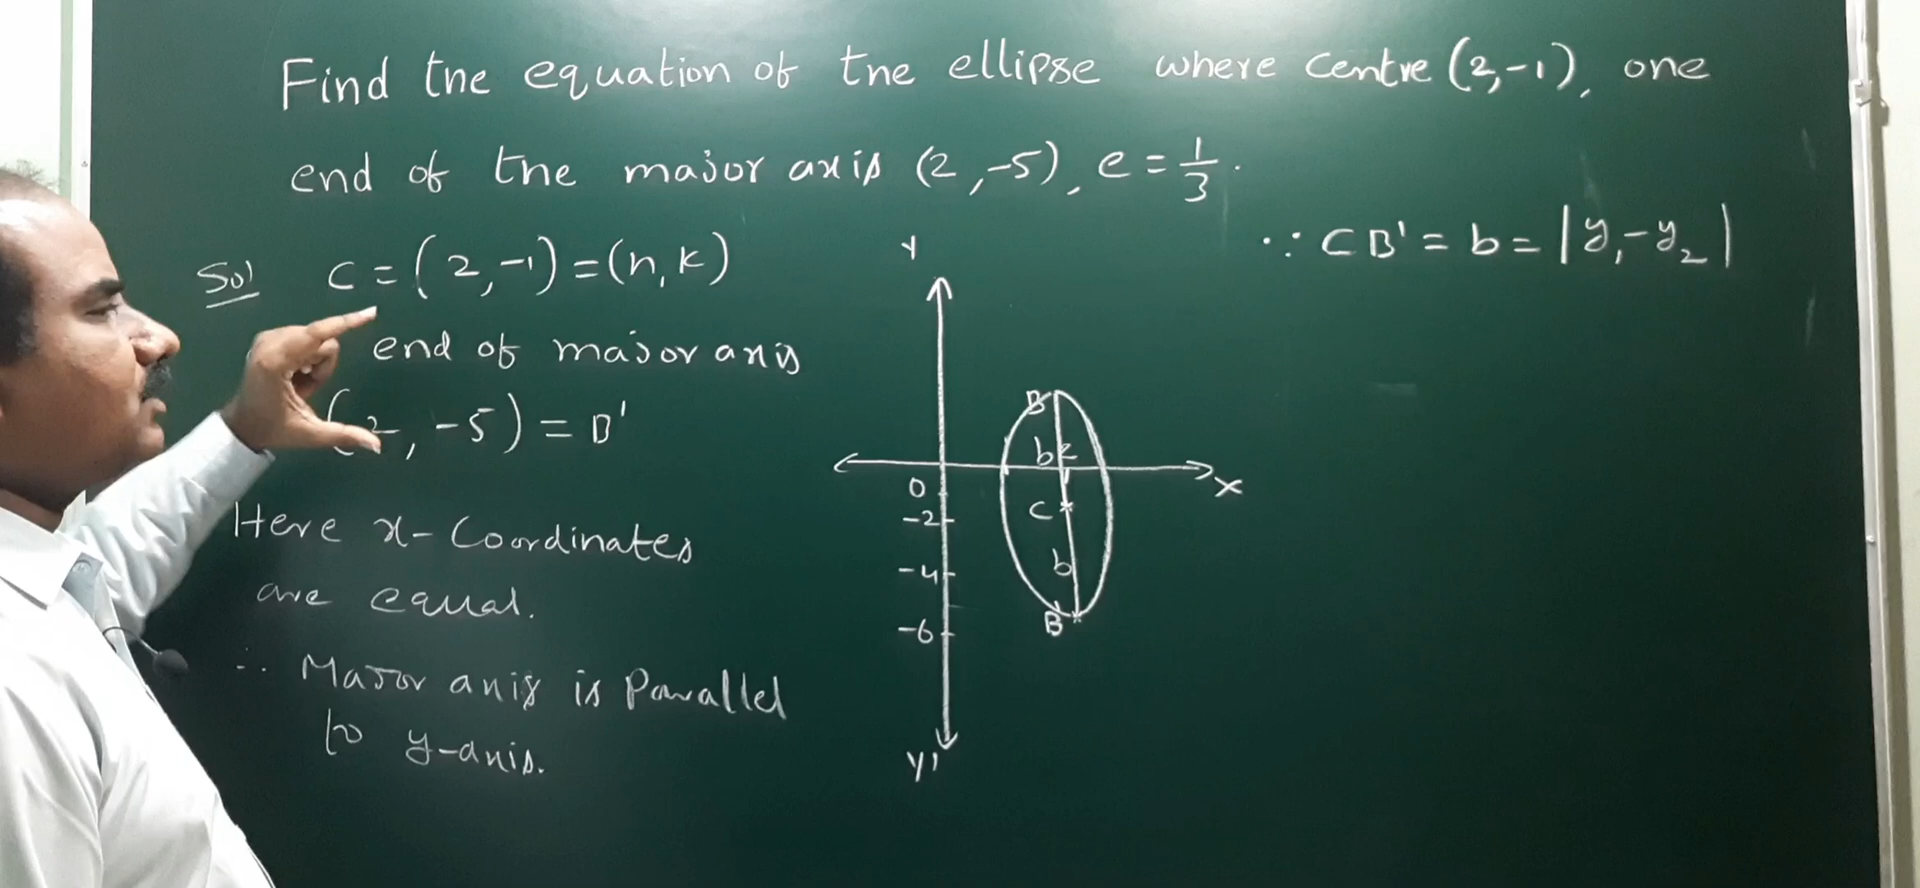 Find the equation of the ellipse where centre (2,-1), one
end of the major axis (2,-5), e = 1/3.
Sol C = (2,-1) = (h, k)
end of major axis
(2, -5) = B'
Here x-Coordinates
are equal.
∴ Major axis is Parallel
to y-axis.
∵ CB' = b = |y₁-y₂|
Y
B
b
0
X
-2
C
-4
b
-6
B'
Y'